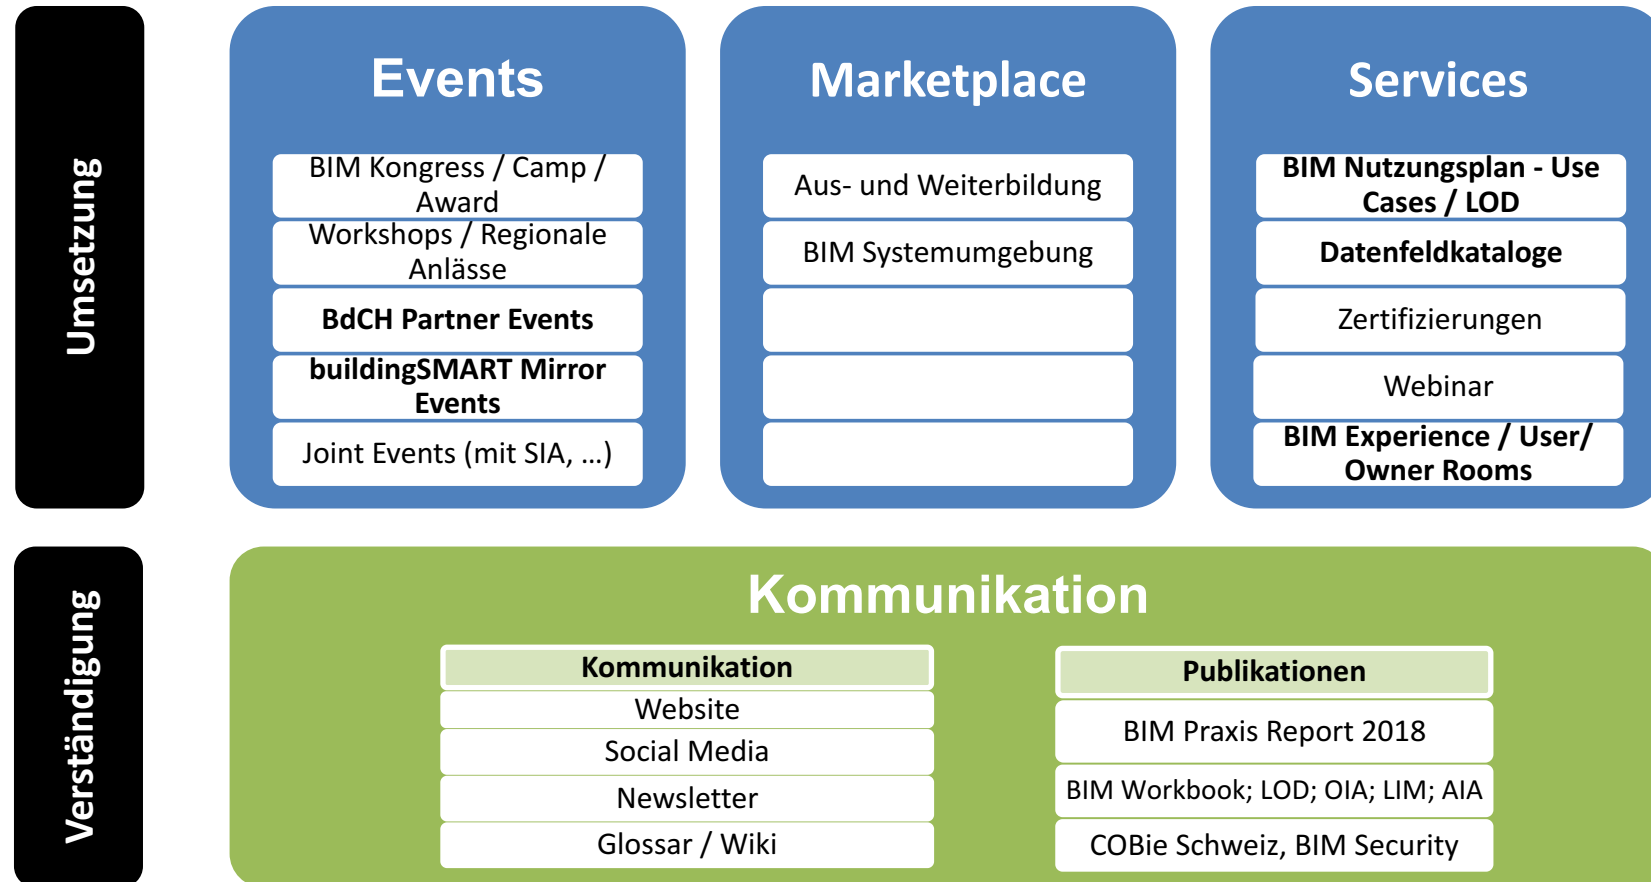 Umsetzung
Events
BIM Kongress / Camp /
Award
Workshops / Regionale
Anlässe
BdCH Partner Events
buildingSMART Mirror
Events
Joint Events (mit SIA, ...)
Marketplace
Aus- und Weiterbildung
BIM Systemumgebung
Services
BIM Nutzungsplan - Use
Cases / LOD
Datenfeldkataloge
Zertifizierungen
Webinar
BIM Experience / User/
Owner Rooms
Verständigung
Kommunikation
Kommunikation
Website
Social Media
Newsletter
Glossar / Wiki
Publikationen
BIM Praxis Report 2018
BIM Workbook; LOD; OIA; LIM; AIA
COBie Schweiz, BIM Security